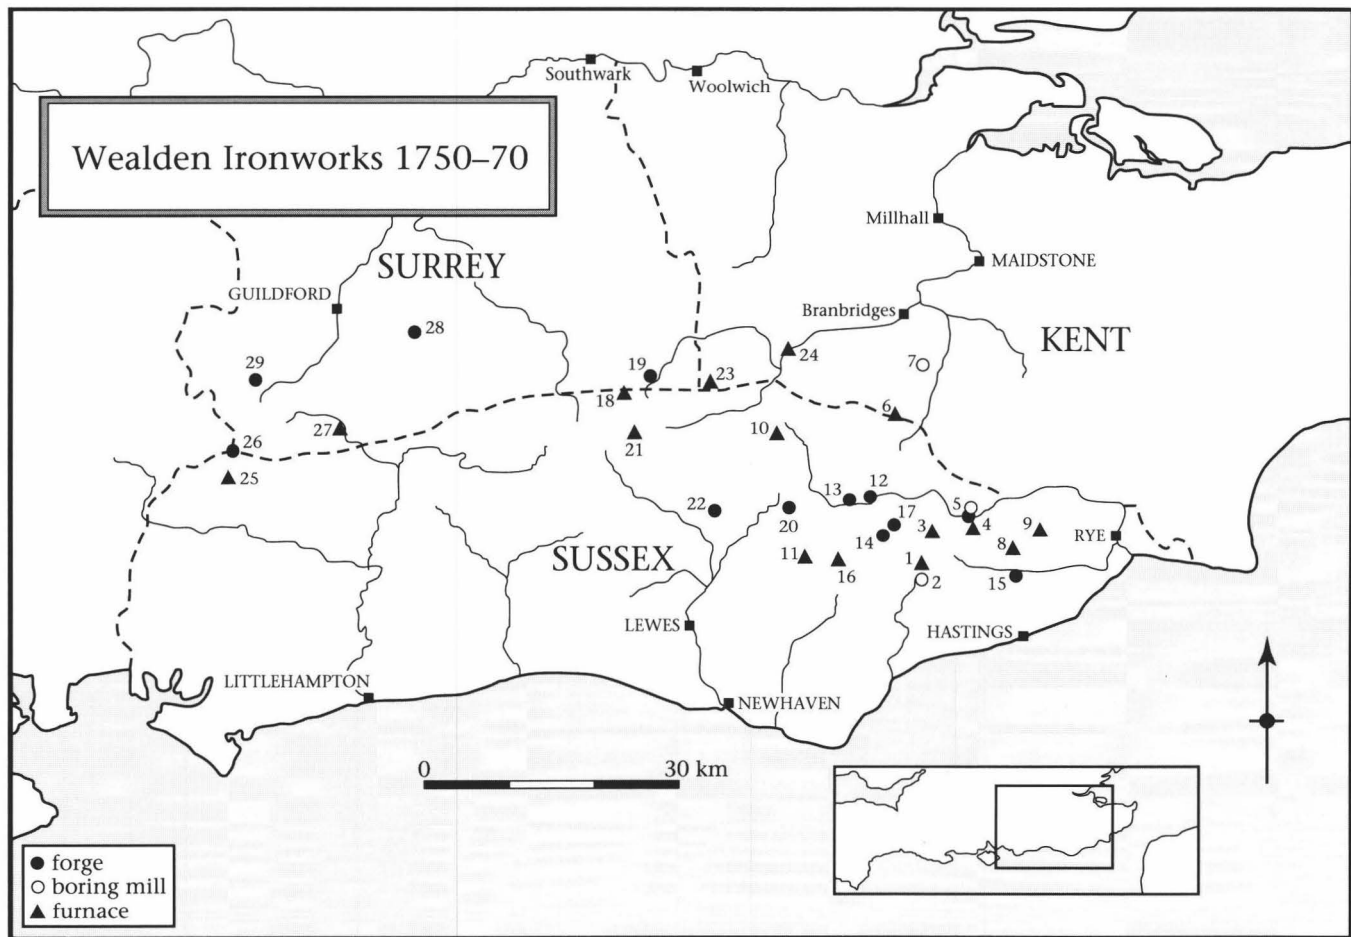 Southwark
Woolwich
Wealden Ironworks 1750–70
Millhall
SURREY
MAIDSTONE
GUILDFORD
Branbridges
28
KENT
24
29
19
7
23
18
6
27
10
21
26
25
12
13
5
22
17
20
3
4
9
14
RYE
8
SUSSEX
11
1
16
2
15
LEWES
HASTINGS
LITTLEHAMPTON
NEWHAVEN
0 30 km
forge
boring mill
furnace